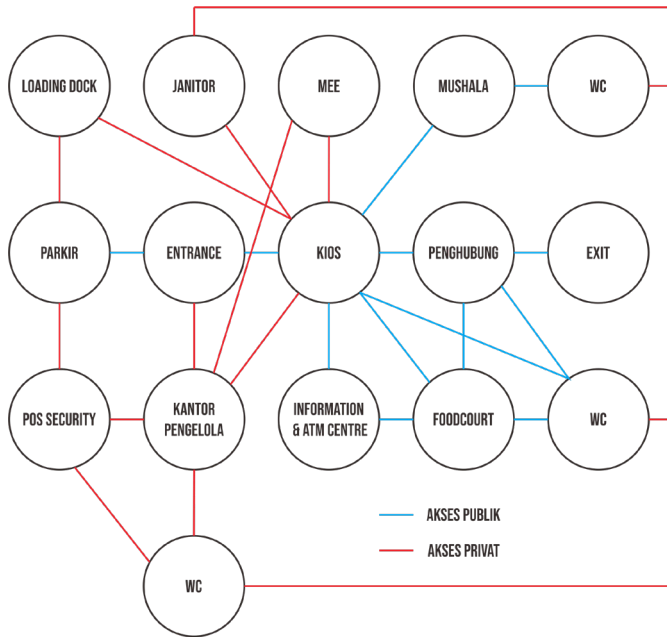 LOADING DOCK
JANITOR
MEE
MUSHALA
WC
PARKIR
ENTRANCE
KIOS
PENGHUBUNG
EXIT
POS SECURITY
KANTOR
PENGELOLA
INFORMATION
& ATM CENTRE
FOODCOURT
WC
AKSES PUBLIK
AKSES PRIVAT
WC